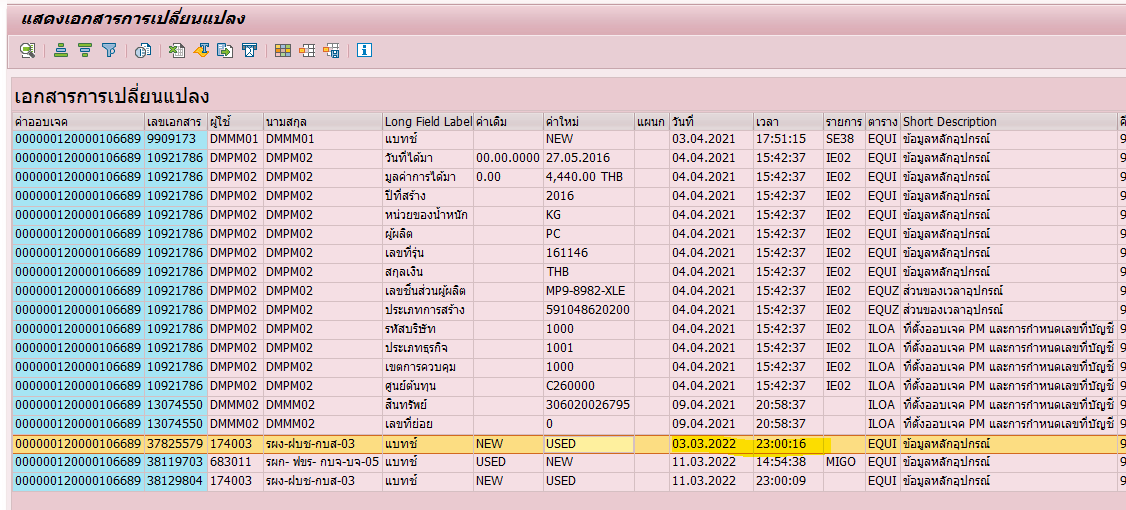 แสดงเอกสารการเปลี่ยนแปลง
เอกสารการเปลี่ยนแปลง
ค่าออบเจค เลขเอกสาร ผู้ใช้ นามสกุล Long Field Label ค่าเดิม ค่าใหม่ แผนก วันที่ เวลา รายการ ตาราง Short Description
000000120000106689 9909173 DMMM01 DMMM01 แบทช์ NEW 03.04.2021 17:51:15 SE38 EQUI ข้อมูลหลักอุปกรณ์ 9
000000120000106689 10921786 DMPM02 DMPM02 วันที่ได้มา 00.00.0000 27.05.2016 04.04.2021 15:42:37 IE02 EQUI ข้อมูลหลักอุปกรณ์ 9
000000120000106689 10921786 DMPM02 DMPM02 มูลค่าการได้มา 0.00 4,440.00 THB 04.04.2021 15:42:37 IE02 EQUI ข้อมูลหลักอุปกรณ์ 9
000000120000106689 10921786 DMPM02 DMPM02 ปีที่สร้าง 2016 04.04.2021 15:42:37 IE02 EQUI ข้อมูลหลักอุปกรณ์ 9
000000120000106689 10921786 DMPM02 DMPM02 หน่วยของน้ำหนัก KG 04.04.2021 15:42:37 IE02 EQUI ข้อมูลหลักอุปกรณ์ 9
000000120000106689 10921786 DMPM02 DMPM02 ผู้ผลิต PC 04.04.2021 15:42:37 IE02 EQUI ข้อมูลหลักอุปกรณ์ 9
000000120000106689 10921786 DMPM02 DMPM02 เลขที่รุ่น 161146 04.04.2021 15:42:37 IE02 EQUI ข้อมูลหลักอุปกรณ์ 9
000000120000106689 10921786 DMPM02 DMPM02 สกุลเงิน THB 04.04.2021 15:42:37 IE02 EQUI ข้อมูลหลักอุปกรณ์ 9
000000120000106689 10921786 DMPM02 DMPM02 เลขชิ้นส่วนผู้ผลิต MP9-8982-XLE 04.04.2021 15:42:37 IE02 EQUZ ส่วนของเวลาอุปกรณ์ 9
000000120000106689 10921786 DMPM02 DMPM02 ประเภทการสร้าง 591048620200 04.04.2021 15:42:37 IE02 EQUZ ส่วนของเวลาอุปกรณ์ 9
000000120000106689 10921786 DMPM02 DMPM02 รหัสบริษัท 1000 04.04.2021 15:42:37 IE02 ILOA ที่ตั้งออบเจค PM และการกำหนดเลขที่บัญชี 9
000000120000106689 10921786 DMPM02 DMPM02 ประเภทธุรกิจ 1001 04.04.2021 15:42:37 IE02 ILOA ที่ตั้งออบเจค PM และการกำหนดเลขที่บัญชี 9
000000120000106689 10921786 DMPM02 DMPM02 เขตการควบคุม 1000 04.04.2021 15:42:37 IE02 ILOA ที่ตั้งออบเจค PM และการกำหนดเลขที่บัญชี 9
000000120000106689 10921786 DMPM02 DMPM02 ศูนย์ต้นทุน C260000 04.04.2021 15:42:37 IE02 ILOA ที่ตั้งออบเจค PM และการกำหนดเลขที่บัญชี 9
000000120000106689 13074550 DMMM02 DMMM02 สินทรัพย์ 306020026795 09.04.2021 20:58:37 ILOA ที่ตั้งออบเจค PM และการกำหนดเลขที่บัญชี 9
000000120000106689 13074550 DMMM02 DMMM02 เลขที่ย่อย 0 09.04.2021 20:58:37 ILOA ที่ตั้งออบเจค PM และการกำหนดเลขที่บัญชี 9
000000120000106689 37825579 174003 รผง-ฝบช-กบส-03 แบทช์ NEW USED 03.03.2022 23:00:16 EQUI ข้อมูลหลักอุปกรณ์ 9
000000120000106689 38119703 683011 รผก- ฟขร- กบจ-บจ-05 แบทช์ USED NEW 11.03.2022 14:54:38 MIGO EQUI ข้อมูลหลักอุปกรณ์ 9
000000120000106689 38129804 174003 รผง-ฝบช-กบส-03 แบทช์ NEW USED 11.03.2022 23:00:09 EQUI ข้อมูลหลักอุปกรณ์ 9